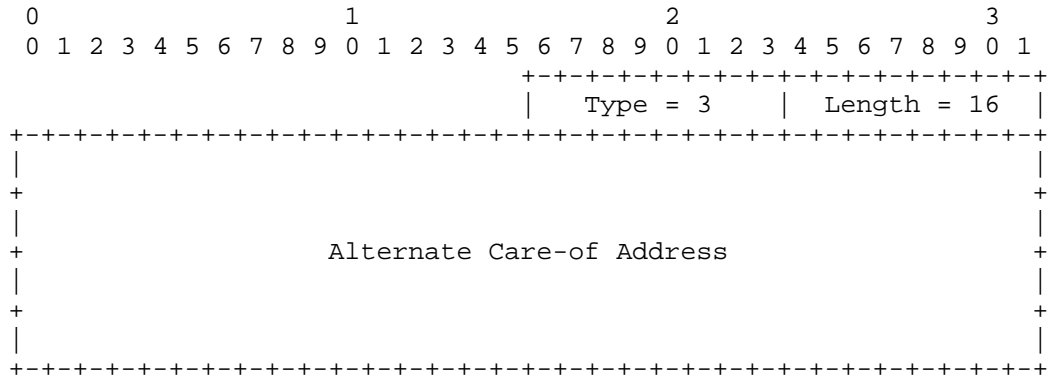 0                   1                   2                   3
 0 1 2 3 4 5 6 7 8 9 0 1 2 3 4 5 6 7 8 9 0 1 2 3 4 5 6 7 8 9 0 1
                                +-+-+-+-+-+-+-+-+-+-+-+-+-+-+-+-+
                                |   Type = 3    |  Length = 16  |
+-+-+-+-+-+-+-+-+-+-+-+-+-+-+-+-+-+-+-+-+-+-+-+-+-+-+-+-+-+-+-+-+
|                                                               |
+                                                               +
|                                                               |
+                   Alternate Care-of Address                   +
|                                                               |
+                                                               +
|                                                               |
+-+-+-+-+-+-+-+-+-+-+-+-+-+-+-+-+-+-+-+-+-+-+-+-+-+-+-+-+-+-+-+-+